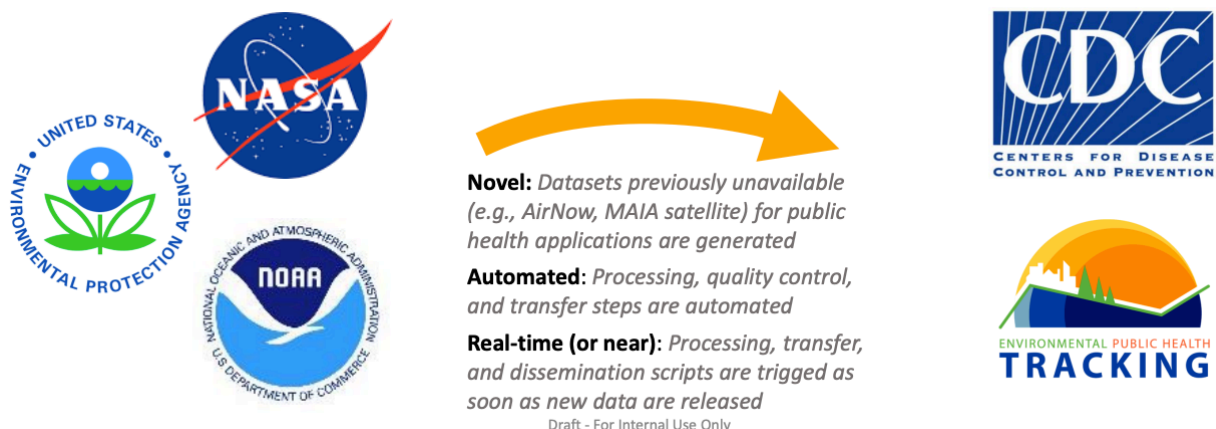 UNITED STATES
ENVIRONMENTAL PROTECTION AGENCY
NASA
NATIONAL OCEANIC AND ATMOSPHERIC ADMINISTRATION
NOAA
U.S. DEPARTMENT OF COMMERCE
Novel: Datasets previously unavailable
(e.g., AirNow, MAIA satellite) for public
health applications are generated
Automated: Processing, quality control,
and transfer steps are automated
Real-time (or near): Processing, transfer,
and dissemination scripts are trigged as
soon as new data are released
Draft - For Internal Use Only
CDC
CENTERS FOR DISEASE
CONTROL AND PREVENTION
ENVIRONMENTAL PUBLIC HEALTH
TRACKING